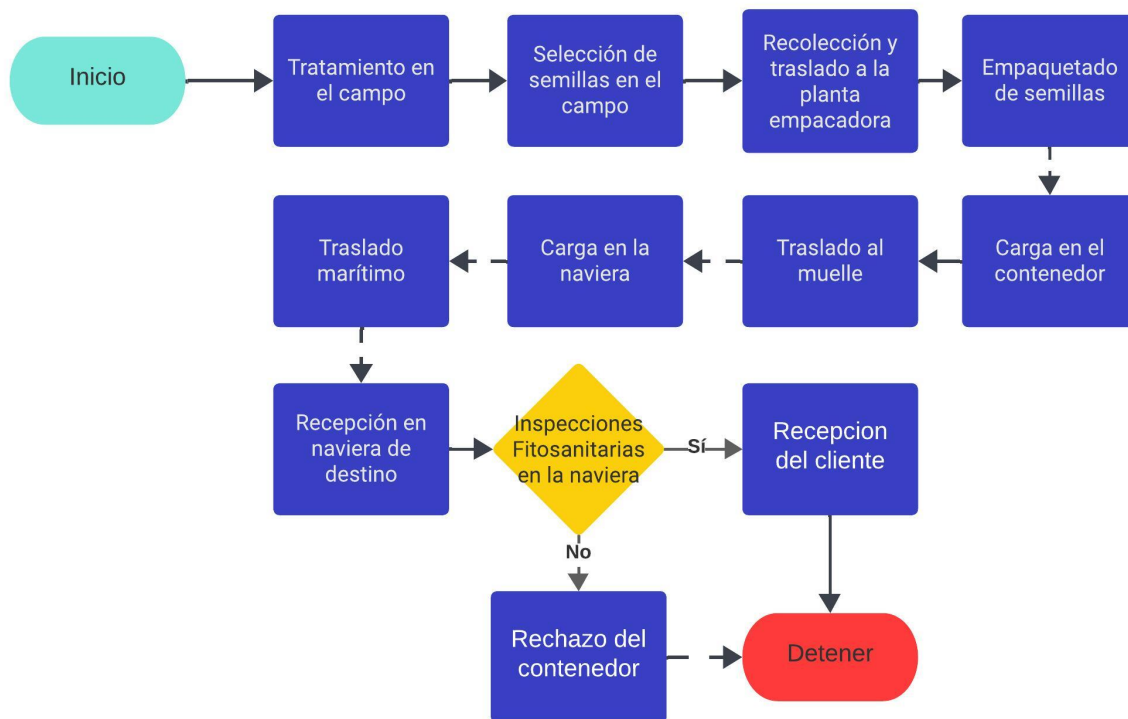 Inicio
Tratamiento en
el campo
Selección de
semillas en el
campo
Recolección y
traslado a la
planta
empacadora
Empaquetado
de semillas
Traslado
marítimo
Carga en la
naviera
Traslado al
muelle
Carga en el
contenedor
Recepción en
naviera de
destino
Inspecciones
Fitosanitarias
en la naviera
Sí
Recepcion
del cliente
No
Rechazo del
contenedor
Detener